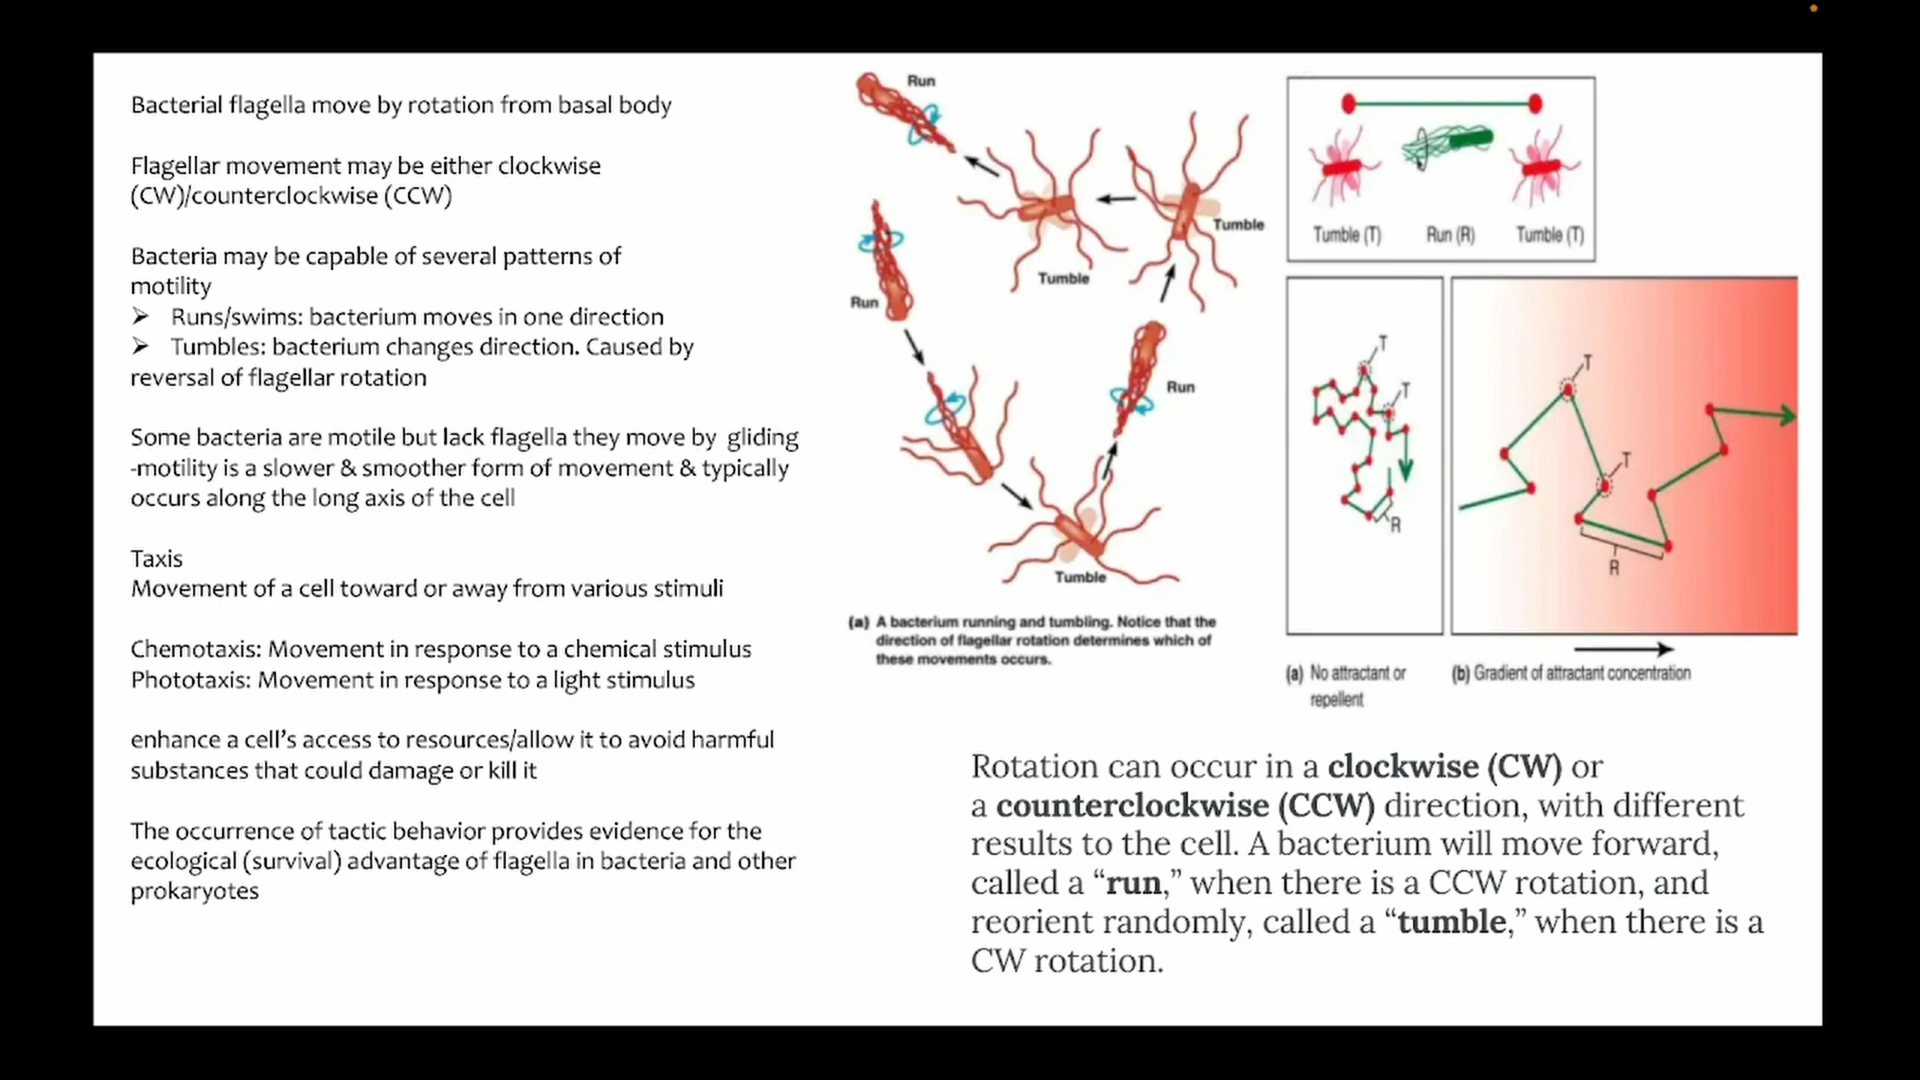 Bacterial flagella move by rotation from basal body
Flagellar movement may be either clockwise
(CW)/counterclockwise (CCW)
Bacteria may be capable of several patterns of
motility
➢ Runs/swims: bacterium moves in one direction
➢ Tumbles: bacterium changes direction. Caused by
reversal of flagellar rotation
Some bacteria are motile but lack flagella they move by gliding
-motility is a slower & smoother form of movement & typically
occurs along the long axis of the cell
Taxis
Movement of a cell toward or away from various stimuli
Chemotaxis: Movement in response to a chemical stimulus
Phototaxis: Movement in response to a light stimulus
enhance a cell’s access to resources/allow it to avoid harmful
substances that could damage or kill it
The occurrence of tactic behavior provides evidence for the
ecological (survival) advantage of flagella in bacteria and other
prokaryotes
Run
Tumble
Tumble
Run
Run
Tumble
(a) A bacterium running and tumbling. Notice that the
direction of flagellar rotation determines which of
these movements occurs.
Tumble (T) Run (R) Tumble (T)
T
T
R
T
T
R
(a) No attractant or
repellent
(b) Gradient of attractant concentration
Rotation can occur in a clockwise (CW) or
a counterclockwise (CCW) direction, with different
results to the cell. A bacterium will move forward,
called a “run,” when there is a CCW rotation, and
reorient randomly, called a “tumble,” when there is a
CW rotation.